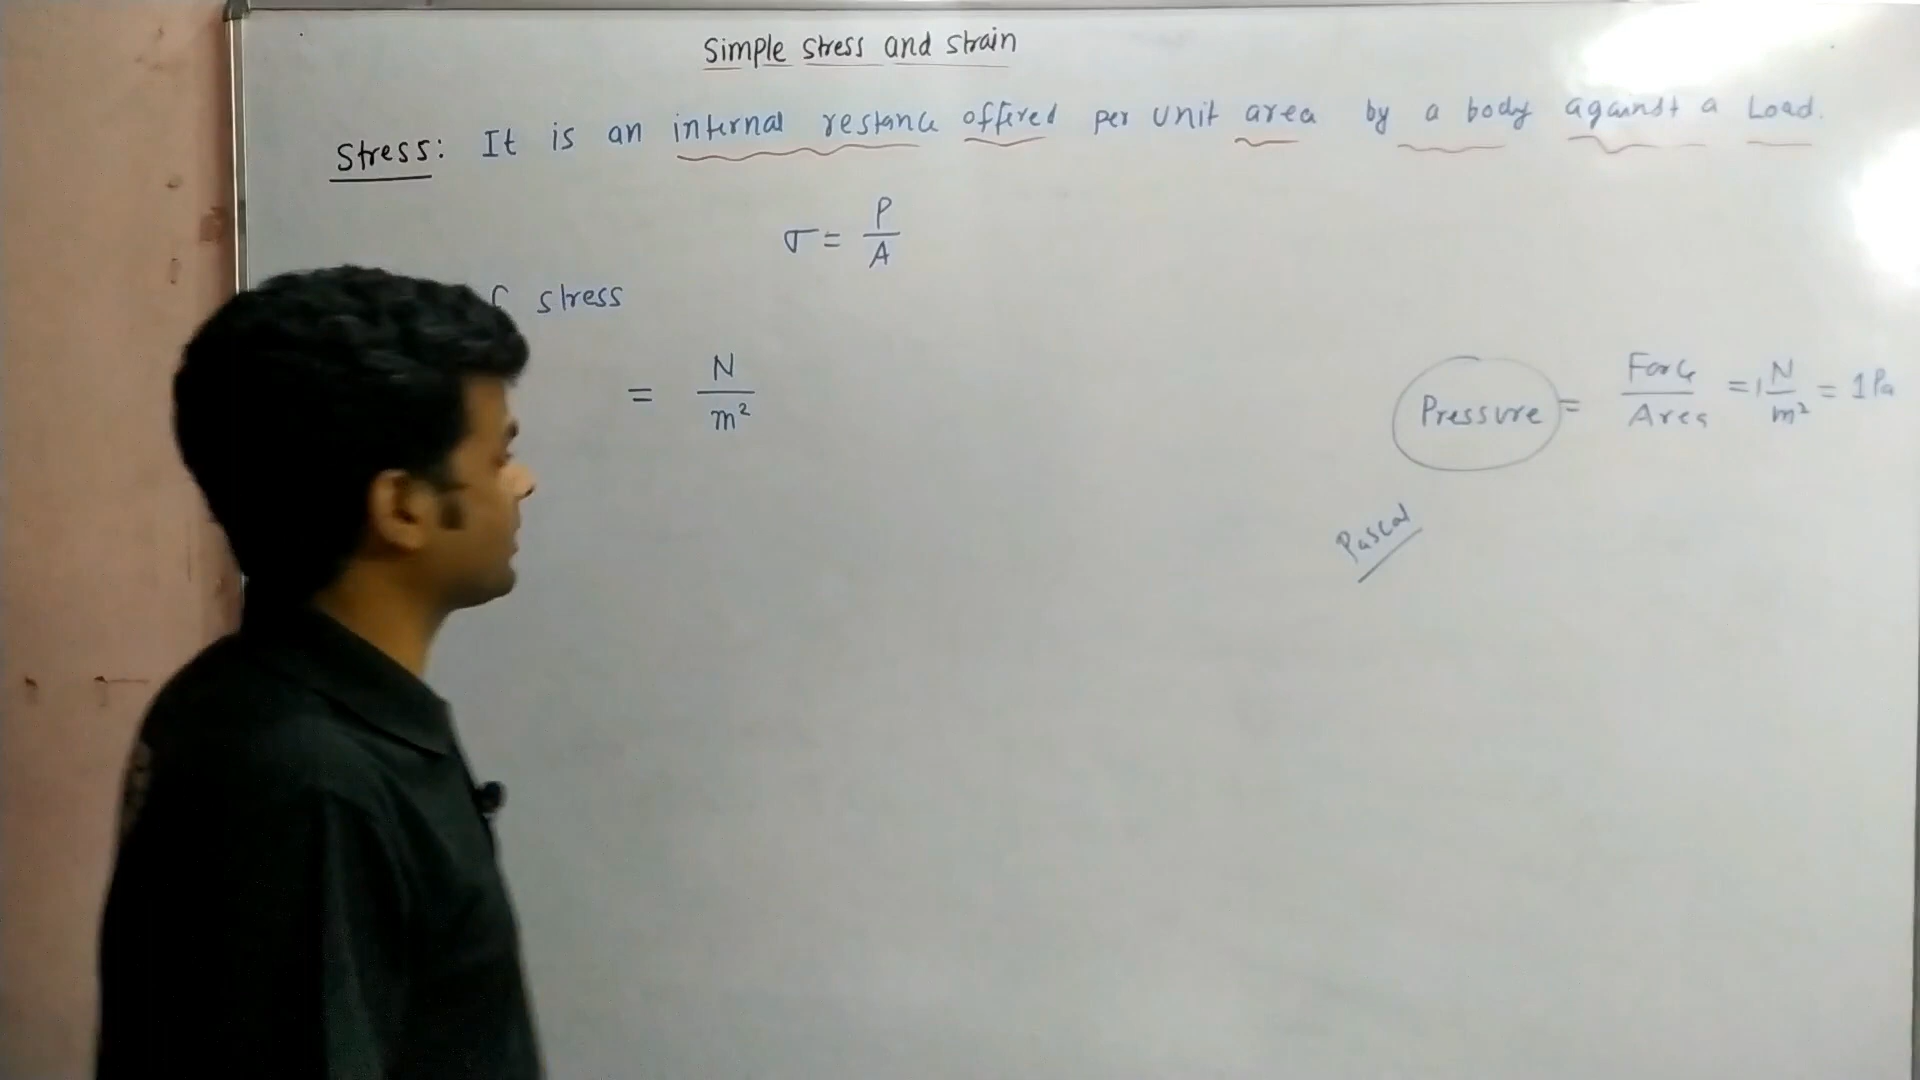 Simple stress and strain
Stress: It is an internal restance offered per unit area by a body against a Load.
σ = P/A
f stress
= N/m²
Pressure = Force/Area = 1 N/m² = 1 Pa
Pascal